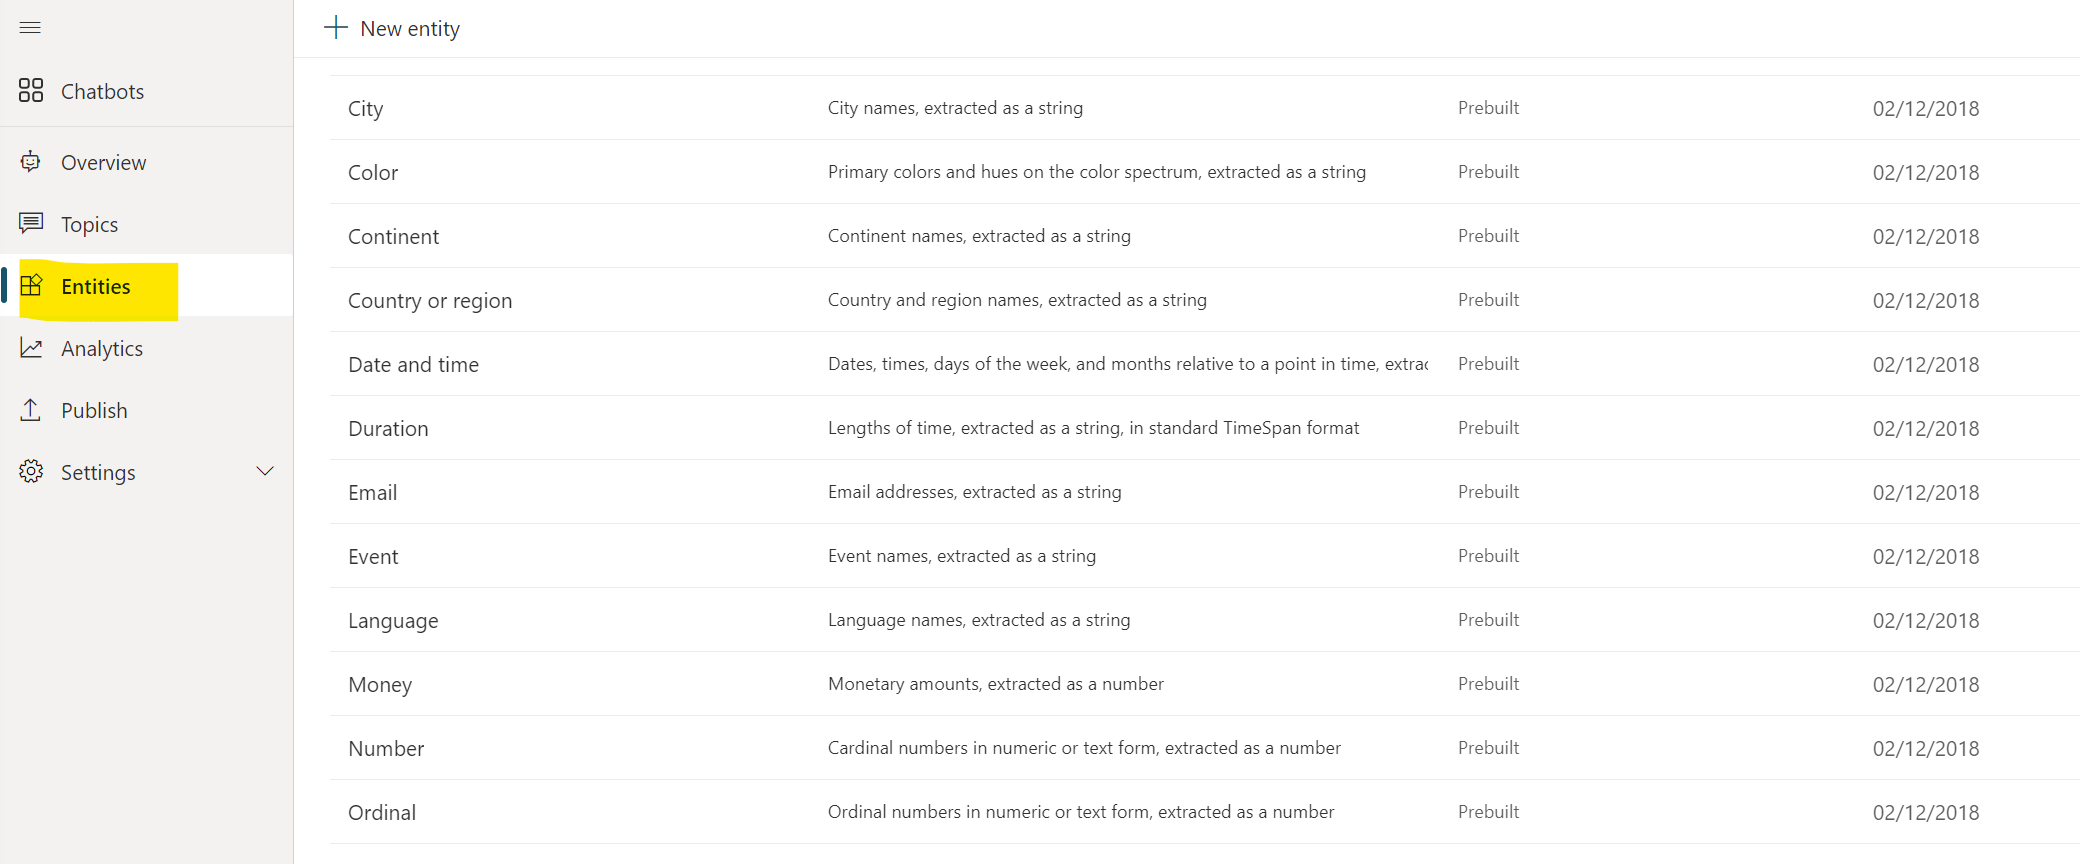 New entity
Chatbots
Overview
Topics
Entities
Analytics
Publish
Settings
City City names, extracted as a string Prebuilt 02/12/2018
Color Primary colors and hues on the color spectrum, extracted as a string Prebuilt 02/12/2018
Continent Continent names, extracted as a string Prebuilt 02/12/2018
Country or region Country and region names, extracted as a string Prebuilt 02/12/2018
Date and time Dates, times, days of the week, and months relative to a point in time, extrac Prebuilt 02/12/2018
Duration Lengths of time, extracted as a string, in standard TimeSpan format Prebuilt 02/12/2018
Email Email addresses, extracted as a string Prebuilt 02/12/2018
Event Event names, extracted as a string Prebuilt 02/12/2018
Language Language names, extracted as a string Prebuilt 02/12/2018
Money Monetary amounts, extracted as a number Prebuilt 02/12/2018
Number Cardinal numbers in numeric or text form, extracted as a number Prebuilt 02/12/2018
Ordinal Ordinal numbers in numeric or text form, extracted as a number Prebuilt 02/12/2018